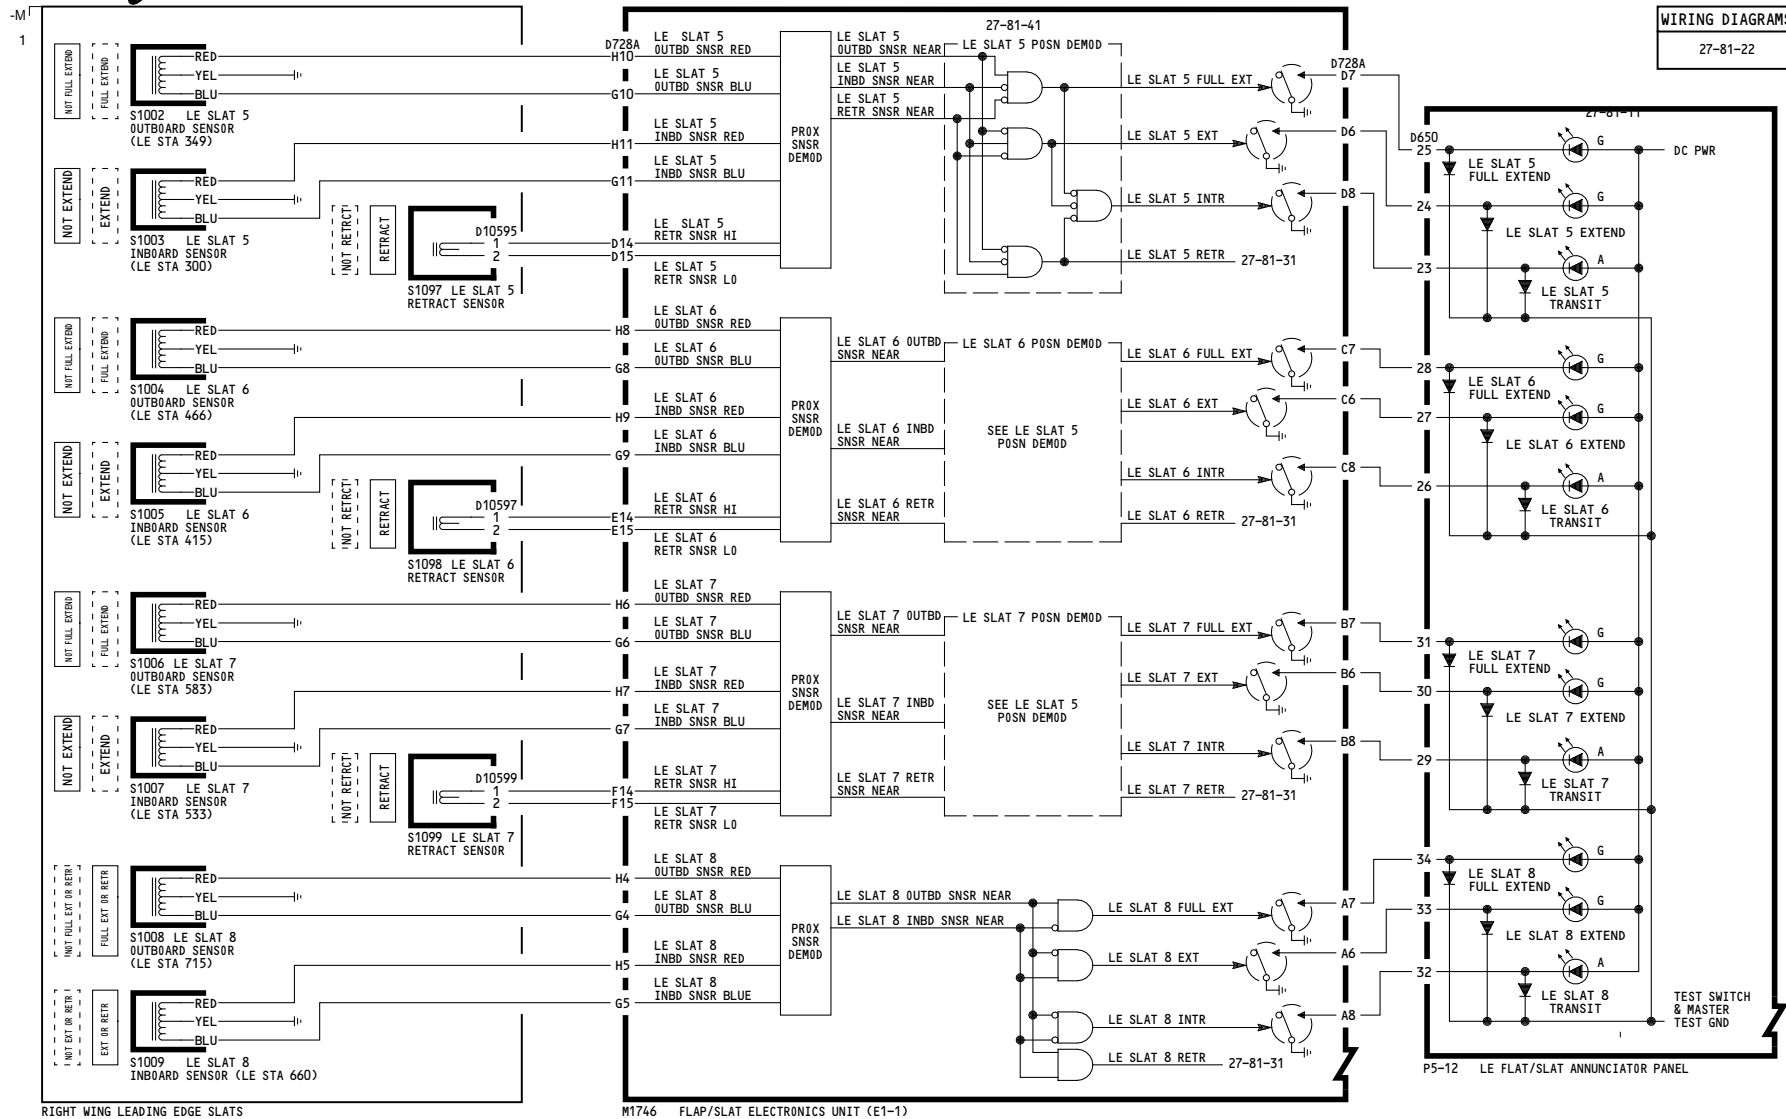 -M
1
WIRING DIAGRAMS
27-81-22
NOT FULL EXTEND
FULL EXTEND
RED
YEL
BLU
S1002 LE SLAT 5
OUTBOARD SENSOR
(LE STA 349)
NOT EXTEND
EXTEND
RED
YEL
BLU
S1003 LE SLAT 5
INBOARD SENSOR
(LE STA 300)
NOT RETRCT
RETRACT
D10595
1
2
S1097 LE SLAT 5
RETRACT SENSOR
NOT FULL EXTEND
FULL EXTEND
RED
YEL
BLU
S1004 LE SLAT 6
OUTBOARD SENSOR
(LE STA 466)
NOT EXTEND
EXTEND
RED
YEL
BLU
S1005 LE SLAT 6
INBOARD SENSOR
(LE STA 415)
NOT RETRCT
RETRACT
D10597
1
2
S1098 LE SLAT 6
RETRACT SENSOR
NOT FULL EXTEND
FULL EXTEND
RED
YEL
BLU
S1006 LE SLAT 7
OUTBOARD SENSOR
(LE STA 583)
NOT EXTEND
EXTEND
RED
YEL
BLU
S1007 LE SLAT 7
INBOARD SENSOR
(LE STA 533)
NOT RETRCT
RETRACT
D10599
1
2
S1099 LE SLAT 7
RETRACT SENSOR
NOT FULL EXT OR RETR
FULL EXT OR RETR
RED
YEL
BLU
S1008 LE SLAT 8
OUTBOARD SENSOR
(LE STA 715)
NOT EXT OR RETR
EXT OR RETR
RED
YEL
BLU
S1009 LE SLAT 8
INBOARD SENSOR (LE STA 660)
RIGHT WING LEADING EDGE SLATS
D728A
H10
LE SLAT 5
OUTBD SNSR RED
G10
LE SLAT 5
OUTBD SNSR BLU
H11
LE SLAT 5
INBD SNSR RED
G11
LE SLAT 5
INBD SNSR BLU
D14
LE SLAT 5
RETR SNSR HI
D15
LE SLAT 5
RETR SNSR LO
PROX
SNSR
DEMOD
LE SLAT 5
OUTBD SNSR NEAR
LE SLAT 5
INBD SNSR NEAR
LE SLAT 5
RETR SNSR NEAR
27-81-41
LE SLAT 5 POSN DEMOD
LE SLAT 5 FULL EXT
LE SLAT 5 EXT
LE SLAT 5 INTR
LE SLAT 5 RETR
27-81-31
D728A
D7
D6
D8
H8
LE SLAT 6
OUTBD SNSR RED
G8
LE SLAT 6
OUTBD SNSR BLU
H9
LE SLAT 6
INBD SNSR RED
G9
LE SLAT 6
INBD SNSR BLU
E14
LE SLAT 6
RETR SNSR HI
E15
LE SLAT 6
RETR SNSR LO
PROX
SNSR
DEMOD
LE SLAT 6 OUTBD
SNSR NEAR
LE SLAT 6 INBD
SNSR NEAR
LE SLAT 6 RETR
SNSR NEAR
LE SLAT 6 POSN DEMOD
SEE LE SLAT 5
POSN DEMOD
LE SLAT 6 FULL EXT
LE SLAT 6 EXT
LE SLAT 6 INTR
LE SLAT 6 RETR
27-81-31
C7
C6
C8
H6
LE SLAT 7
OUTBD SNSR RED
G6
LE SLAT 7
OUTBD SNSR BLU
H7
LE SLAT 7
INBD SNSR RED
G7
LE SLAT 7
INBD SNSR BLU
F14
LE SLAT 7
RETR SNSR HI
F15
LE SLAT 7
RETR SNSR LO
PROX
SNSR
DEMOD
LE SLAT 7 OUTBD
SNSR NEAR
LE SLAT 7 INBD
SNSR NEAR
LE SLAT 7 RETR
SNSR NEAR
LE SLAT 7 POSN DEMOD
SEE LE SLAT 5
POSN DEMOD
LE SLAT 7 FULL EXT
LE SLAT 7 EXT
LE SLAT 7 INTR
LE SLAT 7 RETR
27-81-31
B7
B6
B8
H4
LE SLAT 8
OUTBD SNSR RED
G4
LE SLAT 8
OUTBD SNSR BLU
H5
LE SLAT 8
INBD SNSR RED
G5
LE SLAT 8
INBD SNSR BLUE
PROX
SNSR
DEMOD
LE SLAT 8 OUTBD SNSR NEAR
LE SLAT 8 INBD SNSR NEAR
LE SLAT 8 FULL EXT
LE SLAT 8 EXT
LE SLAT 8 INTR
LE SLAT 8 RETR
27-81-31
A7
A6
A8
M1746 FLAP/SLAT ELECTRONICS UNIT (E1-1)
27-81-11
D650
25
G
DC PWR
LE SLAT 5
FULL EXTEND
24
G
LE SLAT 5 EXTEND
23
A
LE SLAT 5
TRANSIT
28
G
LE SLAT 6
FULL EXTEND
27
G
LE SLAT 6 EXTEND
26
A
LE SLAT 6
TRANSIT
31
G
LE SLAT 7
FULL EXTEND
30
G
LE SLAT 7 EXTEND
29
A
LE SLAT 7
TRANSIT
34
G
LE SLAT 8
FULL EXTEND
33
G
LE SLAT 8 EXTEND
32
A
LE SLAT 8
TRANSIT
TEST SWITCH
& MASTER
TEST GND
P5-12 LE FLAT/SLAT ANNUNCIATOR PANEL